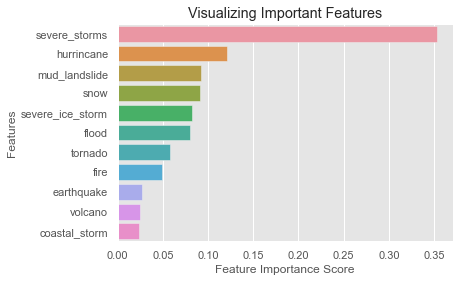 Visualizing Important Features
severe_storms
hurrincane
mud_landslide
snow
severe_ice_storm
flood
tornado
fire
earthquake
volcano
coastal_storm
Features
0.00 0.05 0.10 0.15 0.20 0.25 0.30 0.35
Feature Importance Score